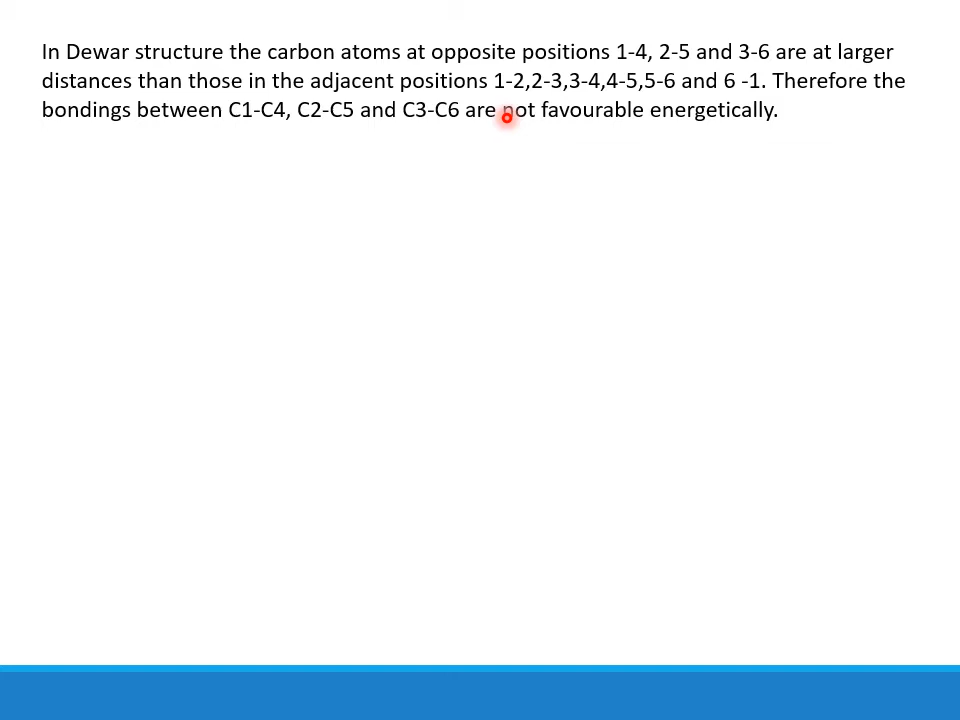 In Dewar structure the carbon atoms at opposite positions 1-4, 2-5 and 3-6 are at larger
distances than those in the adjacent positions 1-2,2-3,3-4,4-5,5-6 and 6 -1. Therefore the
bondings between C1-C4, C2-C5 and C3-C6 are not favourable energetically.